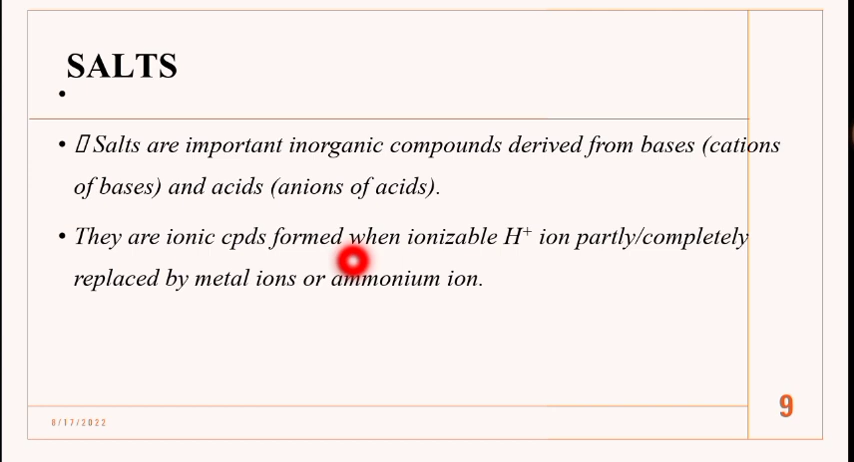 SALTS
•
• Salts are important inorganic compounds derived from bases (cations
of bases) and acids (anions of acids).
• They are ionic cpds formed when ionizable H⁺ ion partly/completely
replaced by metal ions or ammonium ion.
9
8/17/2022